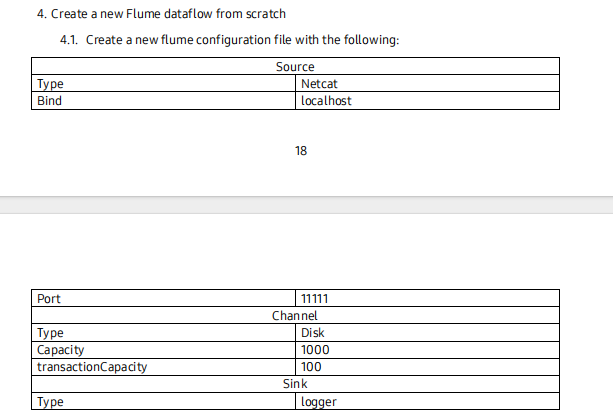 4. Create a new Flume dataflow from scratch
4.1. Create a new flume configuration file with the following:
Source
Type Netcat
Bind localhost
18
Port 11111
Channel
Type Disk
Capacity 1000
transactionCapacity 100
Sink
Type logger